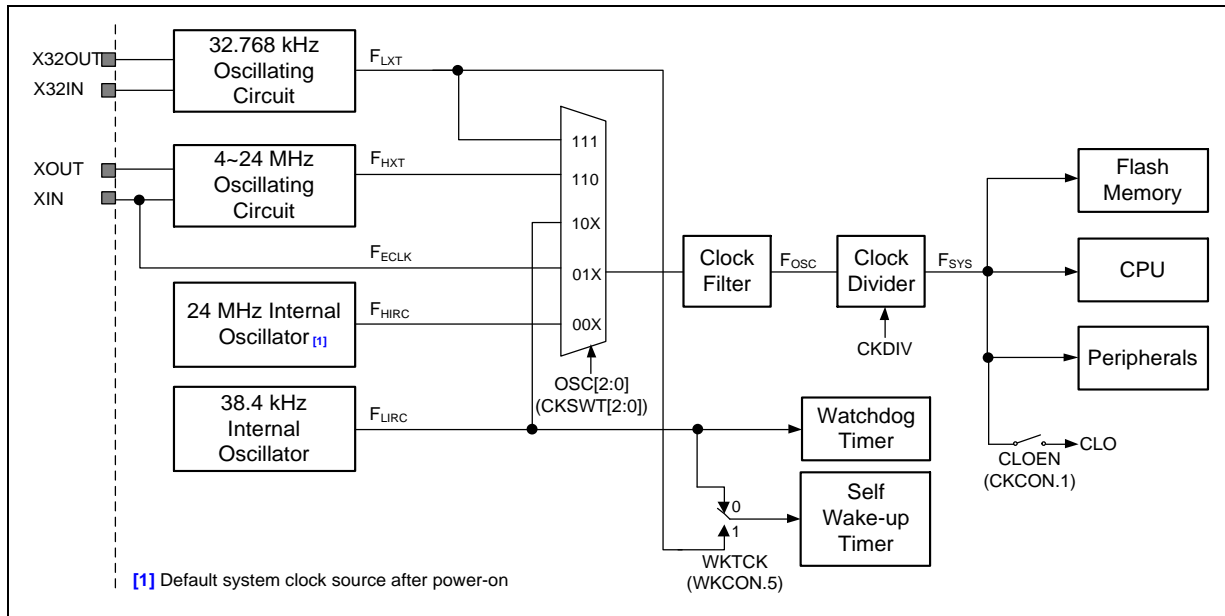 X32OUT
X32IN
32.768 kHz
Oscillating
Circuit
FLXT
XOUT
XIN
4~24 MHz
Oscillating
Circuit
FHXT
FECLK
24 MHz Internal
Oscillator [1]
FHIRC
38.4 kHz
Internal
Oscillator
FLIRC
111
110
10X
01X
00X
OSC[2:0]
(CKSWT[2:0])
Clock
Filter
FOSC
Clock
Divider
CKDIV
FSYS
Flash
Memory
CPU
Peripherals
CLOEN
(CKCON.1)
CLO
Watchdog
Timer
0
1
WKTCK
(WKCON.5)
Self
Wake-up
Timer
[1] Default system clock source after power-on